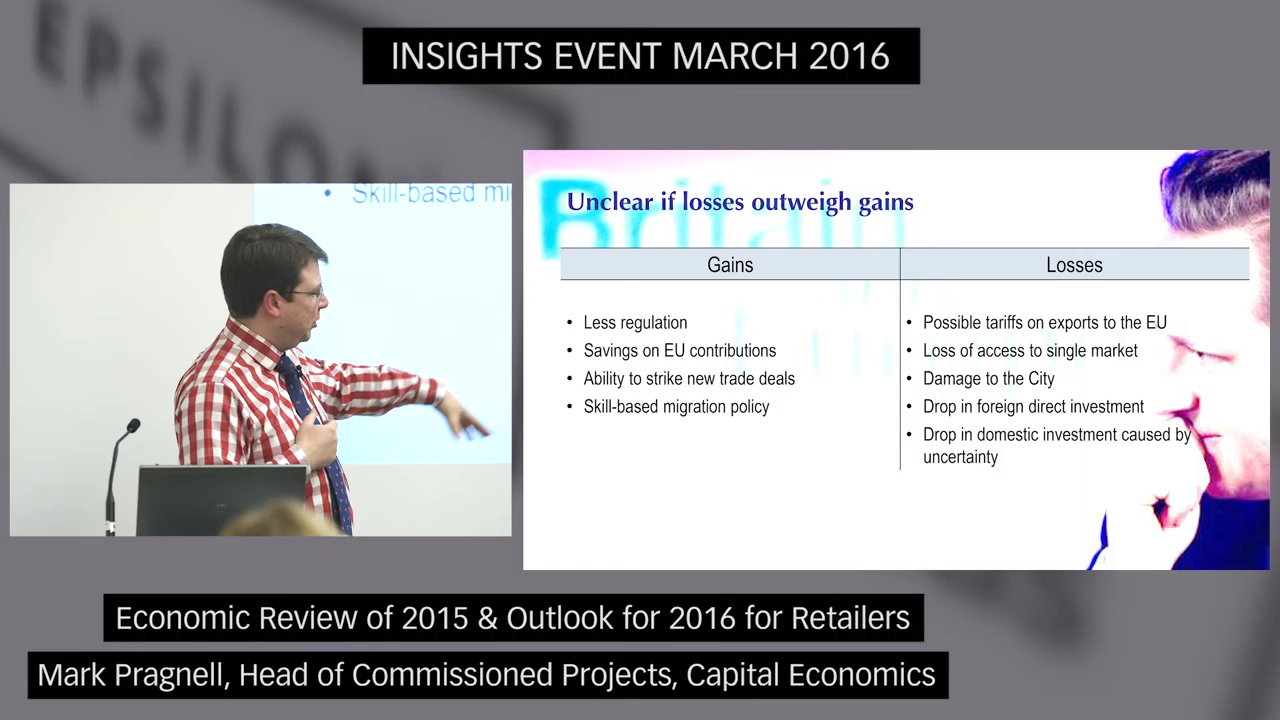 INSIGHTS EVENT MARCH 2016
EPSILON
Skill-based
Britain
Unclear if losses outweigh gains
Gains
Losses
• Less regulation
• Savings on EU contributions
• Ability to strike new trade deals
• Skill-based migration policy
• Possible tariffs on exports to the EU
• Loss of access to single market
• Damage to the City
• Drop in foreign direct investment
• Drop in domestic investment caused by
uncertainty
Economic Review of 2015 & Outlook for 2016 for Retailers
Mark Pragnell, Head of Commissioned Projects, Capital Economics